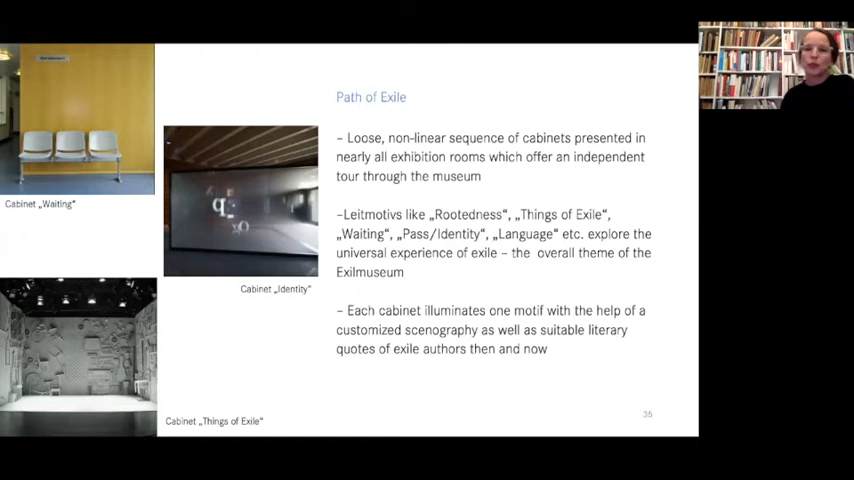 Path of Exile
– Loose, non-linear sequence of cabinets presented in
nearly all exhibition rooms which offer an independent
tour through the museum
–Leitmotivs like „Rootedness“, „Things of Exile“,
„Waiting“, „Pass/Identity“, „Language“ etc. explore the
universal experience of exile – the overall theme of the
Exilmuseum
– Each cabinet illuminates one motif with the help of a
customized scenography as well as suitable literary
quotes of exile authors then and now
Cabinet „Waiting“
Cabinet „Identity“
Cabinet „Things of Exile“
35